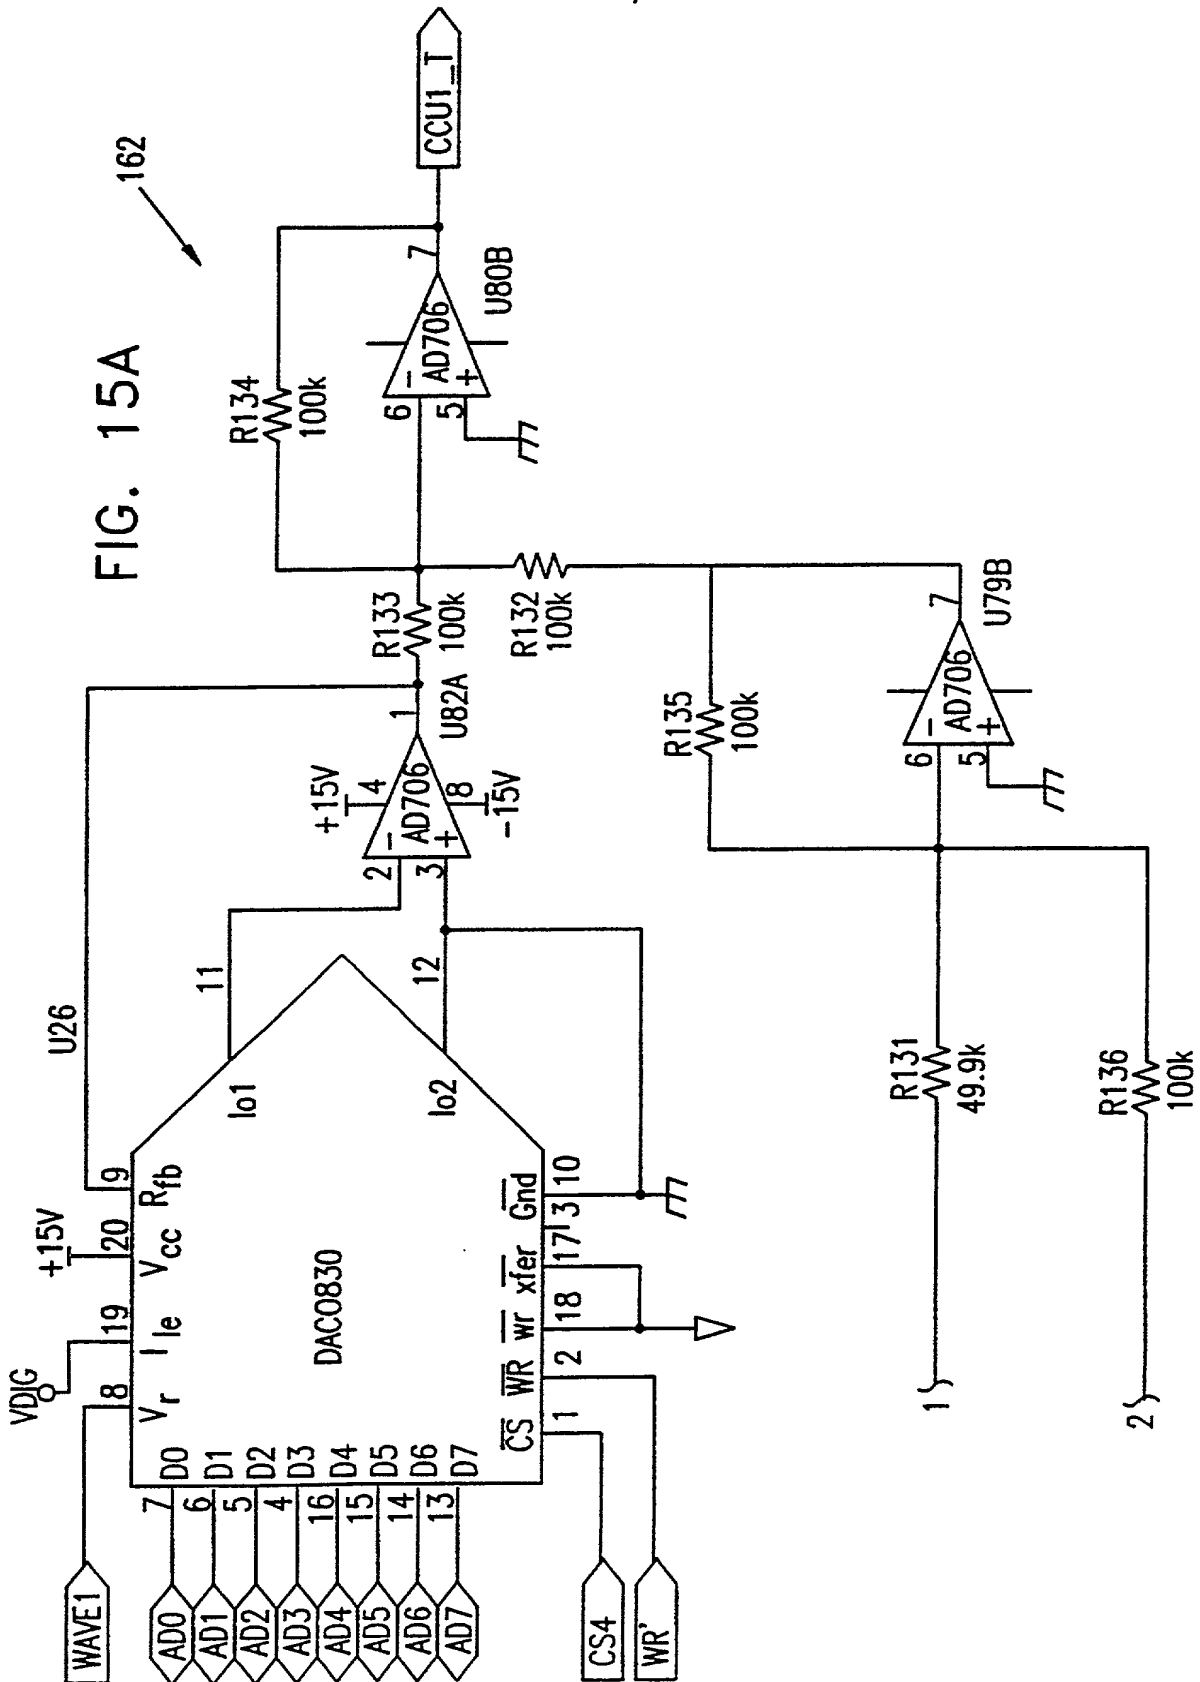 FIG. 15A
162
WAVE1
VDIG
+15V
U26
8
19
20
9
Vr
Ile
Vcc
Rfb
AD0
AD1
AD2
AD3
AD4
AD5
AD6
AD7
7
6
5
4
16
15
14
13
D0
D1
D2
D3
D4
D5
D6
D7
DAC0830
Io1
Io2
11
12
CS
WR
wr
xfer
Gnd
1
2
18
17
3
10
CS4
WR'
+15V
4
2
3
AD706
-
+
8
-15V
1
U82A
R133
100k
R134
100k
R132
100k
6
5
-
+
AD706
7
U80B
CCU1_T
R135
100k
6
5
-
+
AD706
7
U79B
1
R131
49.9k
2
R136
100k